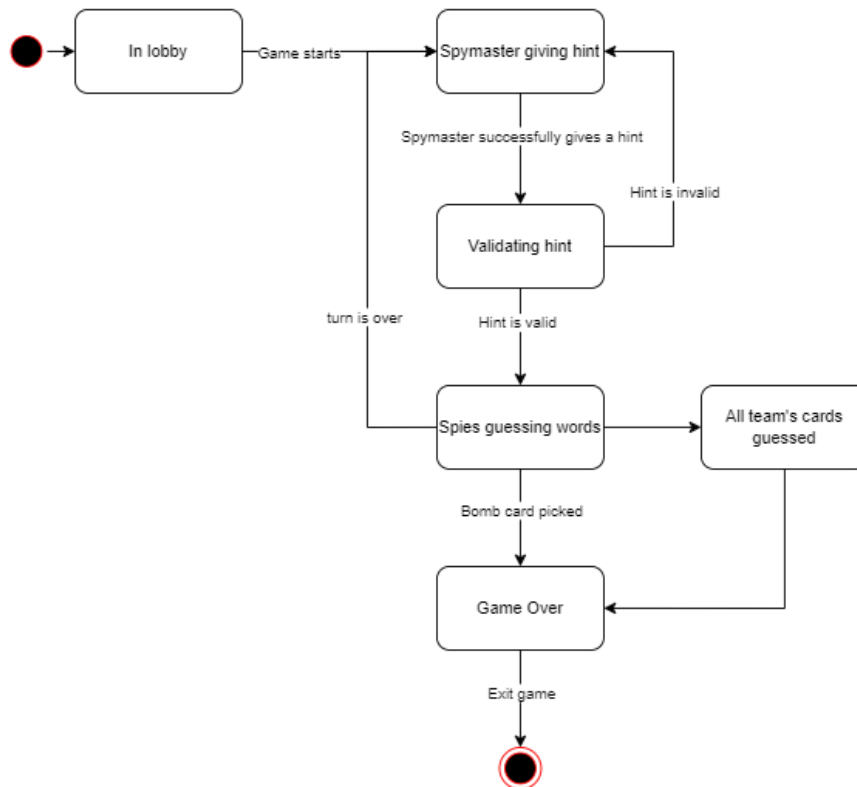 In lobby
Game starts
Spymaster giving hint
Spymaster successfully gives a hint
Hint is invalid
Validating hint
turn is over
Hint is valid
Spies guessing words
All team's cards
guessed
Bomb card picked
Game Over
Exit game